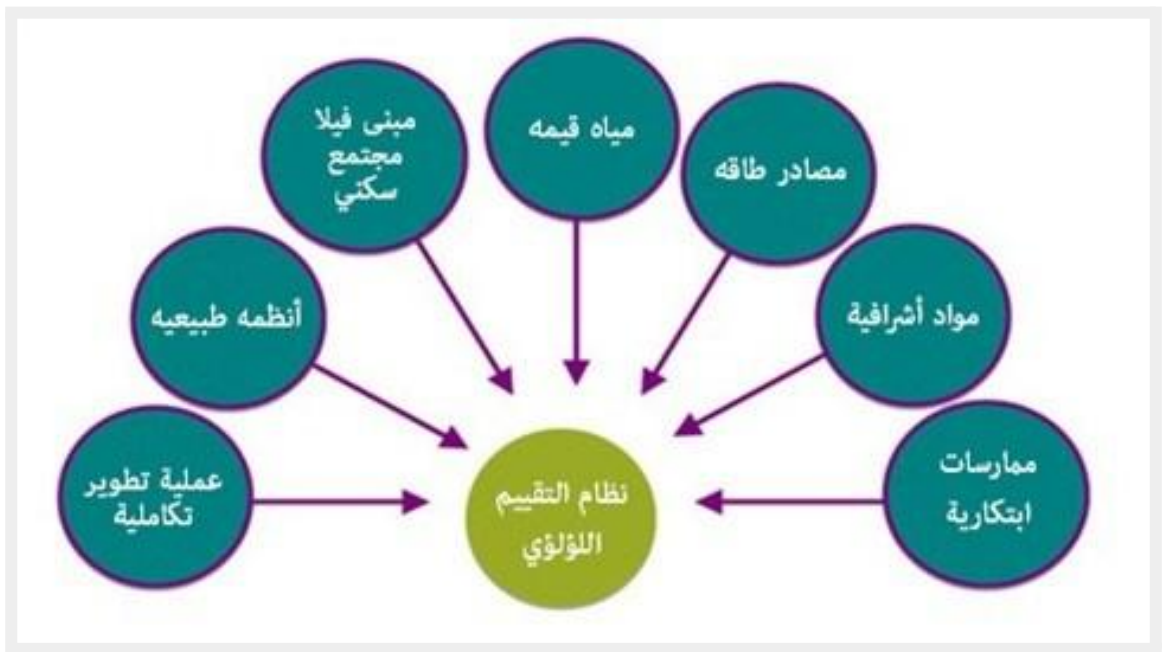 مياه قيمه
مصادر طاقه
مبنى فيلا
مجتمع
سكني
مواد أشرافية
أنظمه طبيعيه
ممارسات
ابتكارية
عملية تطوير
تكاملية
نظام التقييم
اللؤلؤي